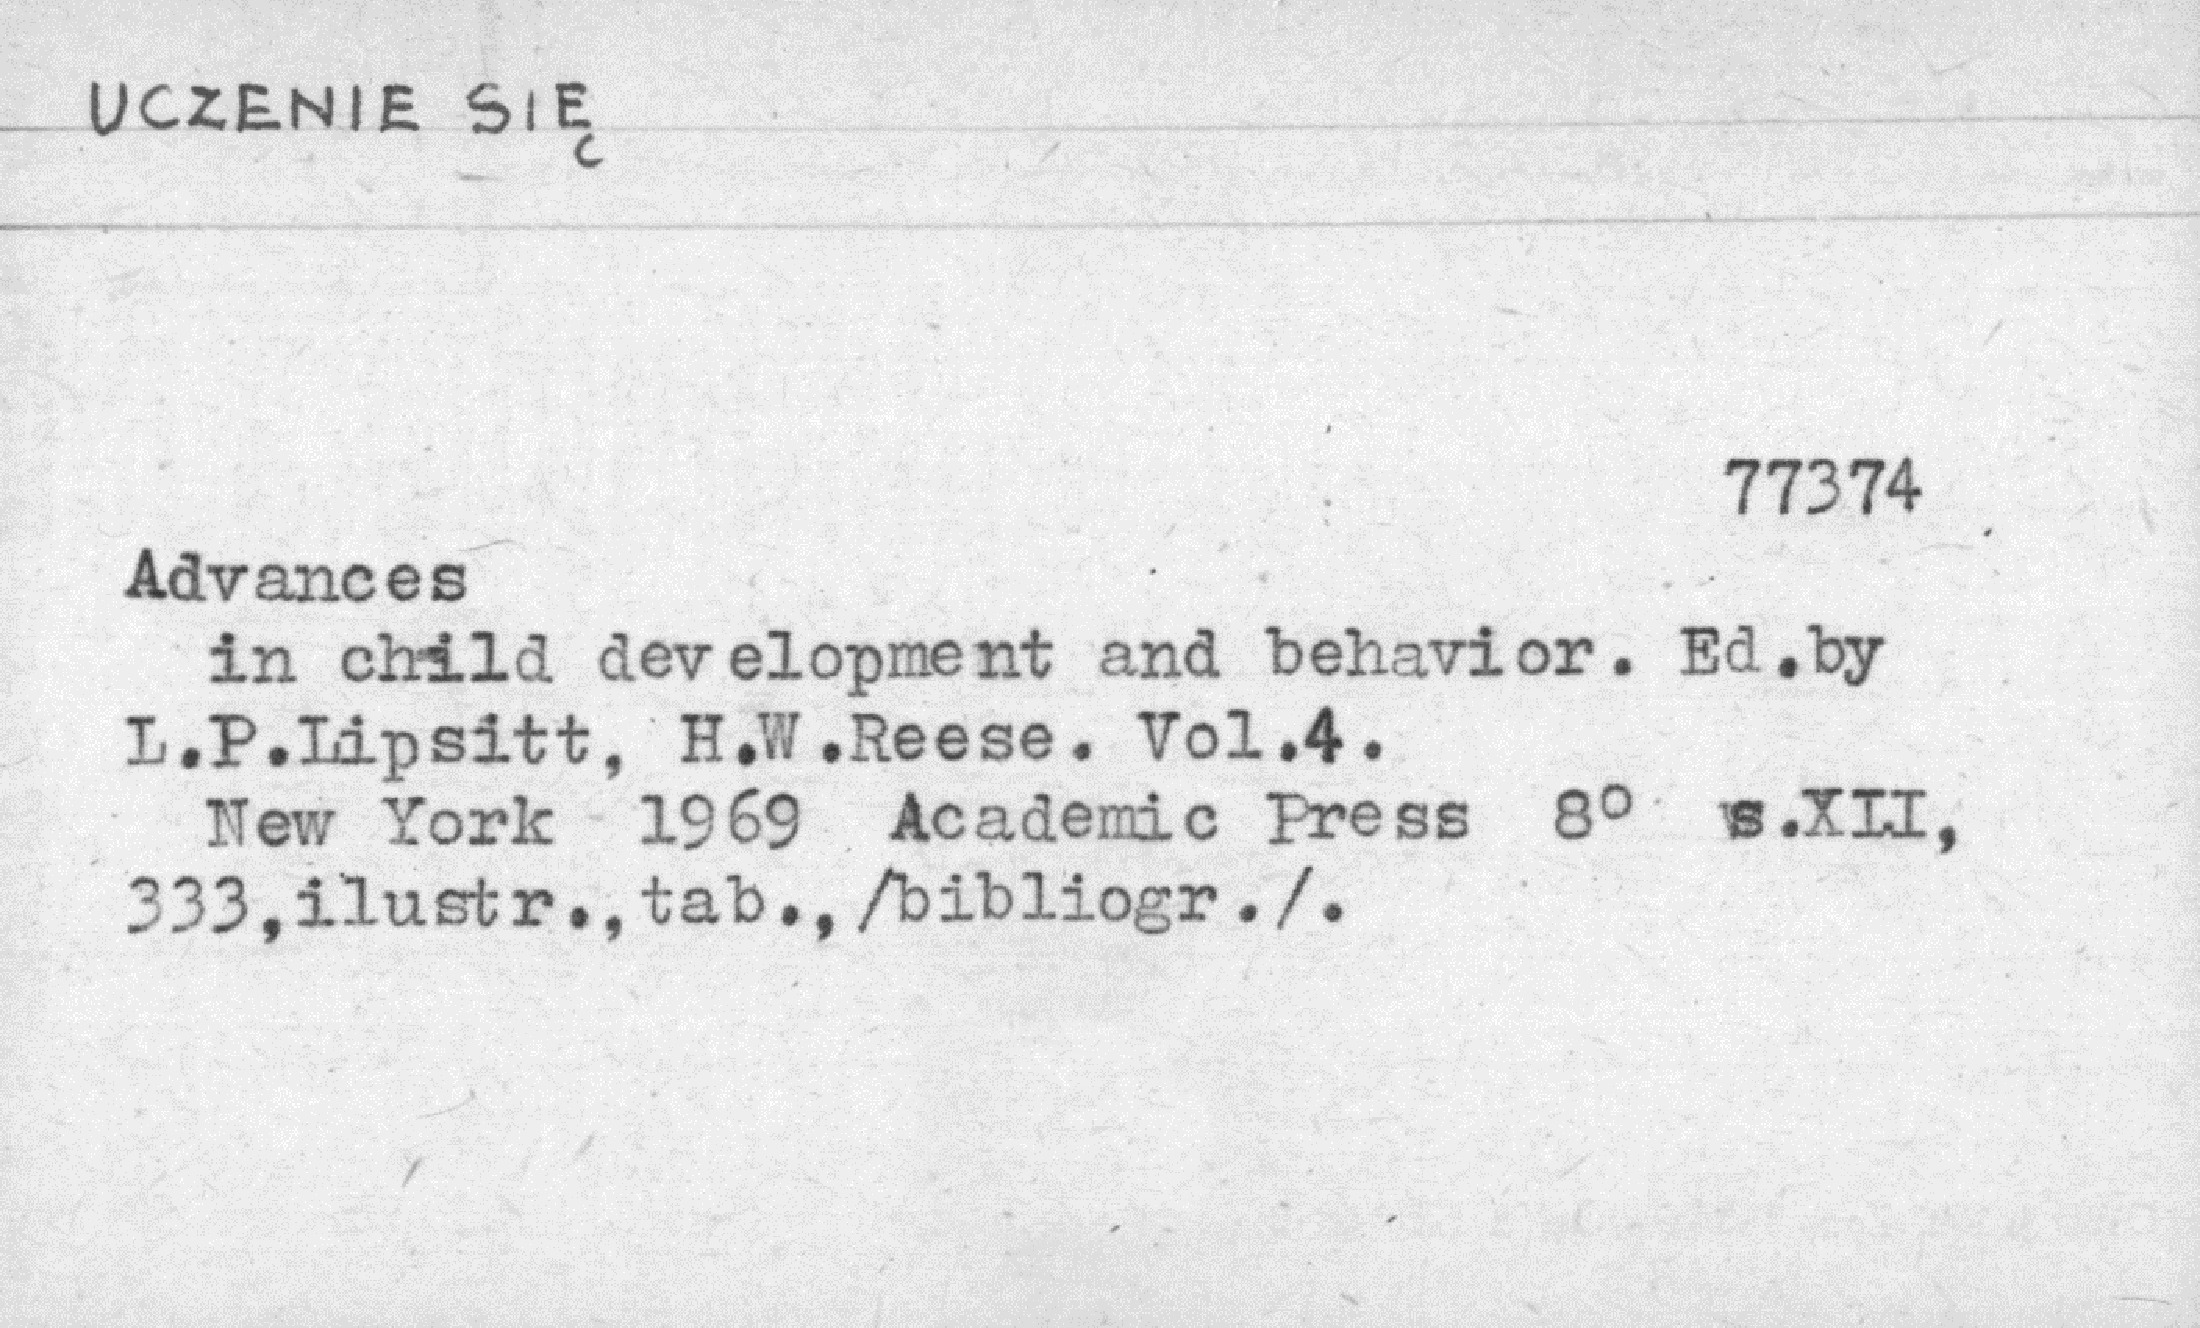 UCZENIE SIĘ
77374
Advances
in child development and behavior. Ed.by
L.P.Lipsitt, H.W.Reese. Vol.4.
New York 1969 Academic Press 8° s.XII,
333,ilustr.,tab.,/bibliogr./.